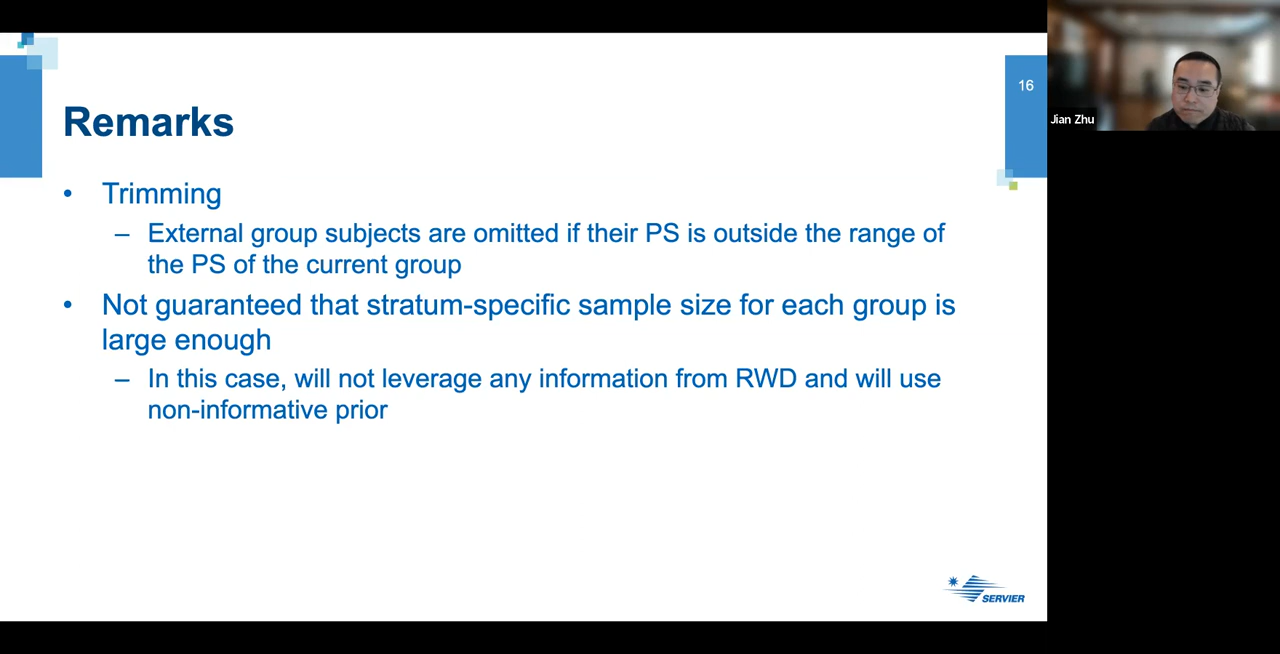 16
Remarks
• Trimming
– External group subjects are omitted if their PS is outside the range of
the PS of the current group
• Not guaranteed that stratum-specific sample size for each group is
large enough
– In this case, will not leverage any information from RWD and will use
non-informative prior
SERVIER
Jian Zhu